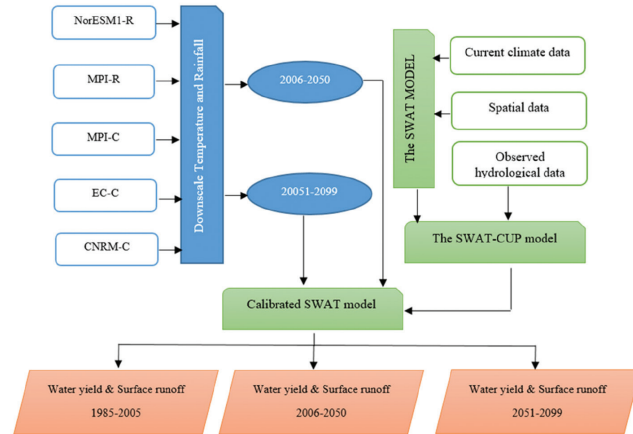 NorESM1-R
MPI-R
MPI-C
EC-C
CNRM-C
Downscale Temperature and Rainfall
2006-2050
20051-2099
The SWAT MODEL
Current climate data
Spatial data
Observed
hydrological data
The SWAT-CUP model
Calibrated SWAT model
Water yield & Surface runoff
1985-2005
Water yield & Surface runoff
2006-2050
Water yield & Surface runoff
2051-2099